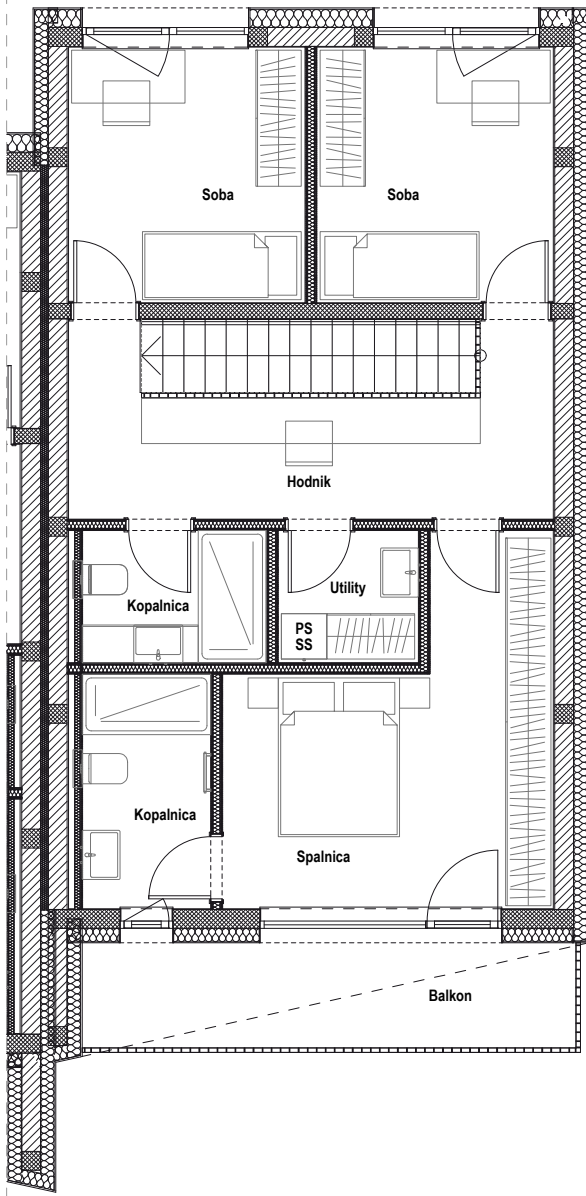 Soba
Soba
Hodnik
Kopalnica
Utility
PS
SS
Kopalnica
Spalnica
Balkon